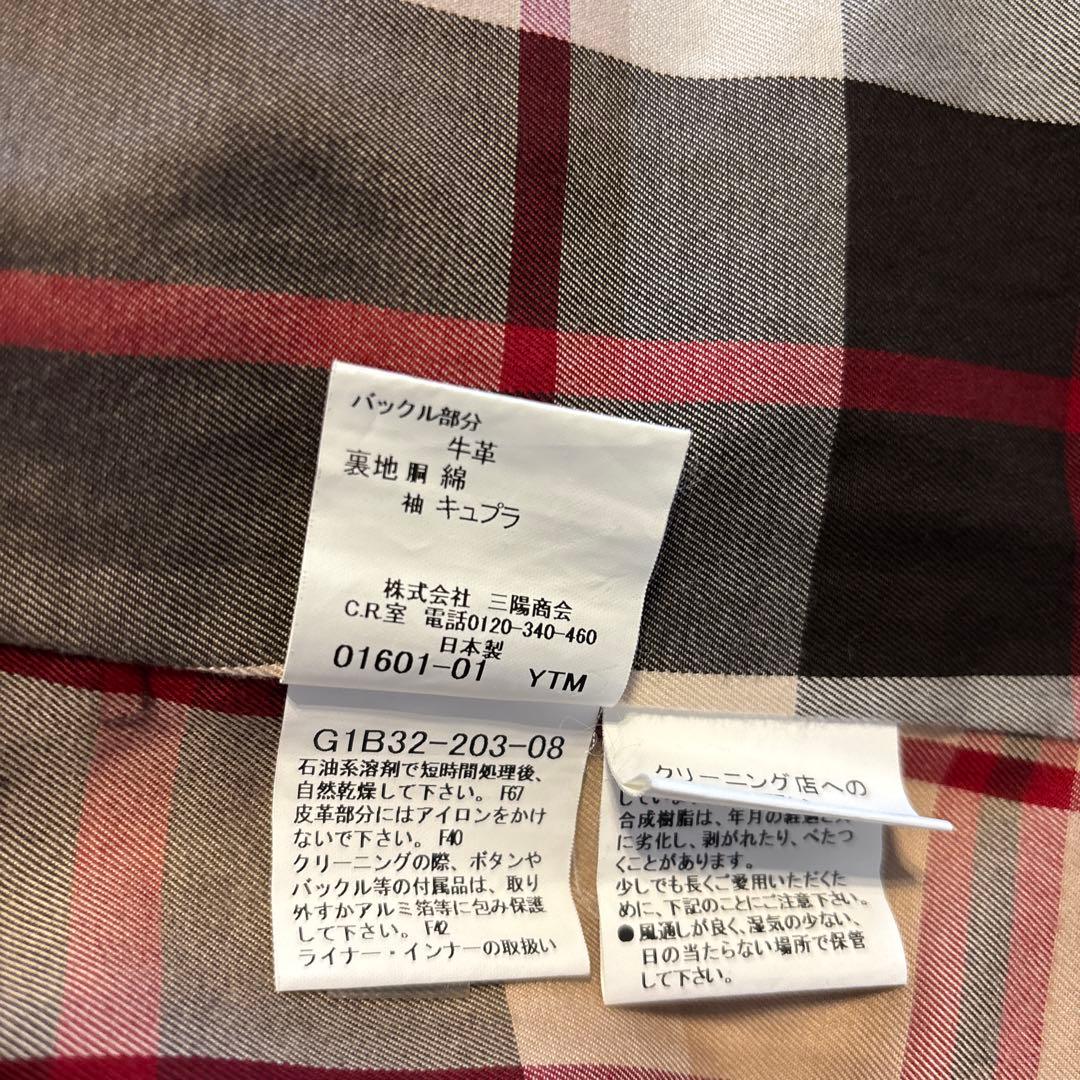 バックル部分
牛革
裏地 胴 綿
袖 キュプラ
株式会社 三陽商会
C.R室 電話0120-340-460
日本製
01601-01 YTM
G1B32-203-08
石油系溶剤で短時間処理後、
自然乾燥して下さい。F67
皮革部分にはアイロンをかけ
ないで下さい。F40
クリーニングの際、ボタンや
バックル等の付属品は、取り
外すかアルミ箔等に包み保護
して下さい。F42
ライナー・インナーの取扱い
クリーニング店への
してい
合成樹脂は、年月の経過と
に劣化し、剥がれたり、べたつ
くことがあります。
少しでも長くご愛用いただくた
めに、下記のことにご注意下さい。
●風通しが良く、湿気の少ない、
日の当たらない場所で保管
して下さい。